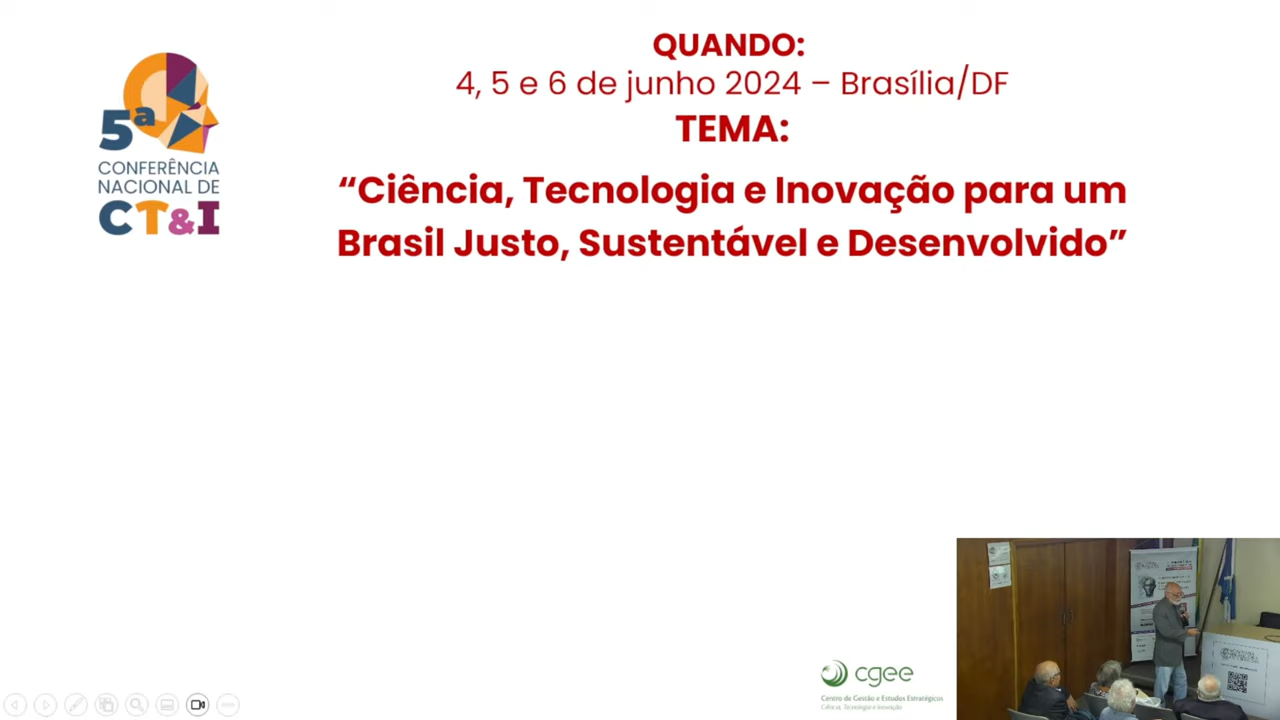 QUANDO:
4, 5 e 6 de junho 2024 – Brasília/DF
TEMA:
“Ciência, Tecnologia e Inovação para um
Brasil Justo, Sustentável e Desenvolvido”
5ª
CONFERÊNCIA
NACIONAL DE
CT&I
cgee
Centro de Gestão e Estudos Estratégicos
Ciência, Tecnologia e Inovação